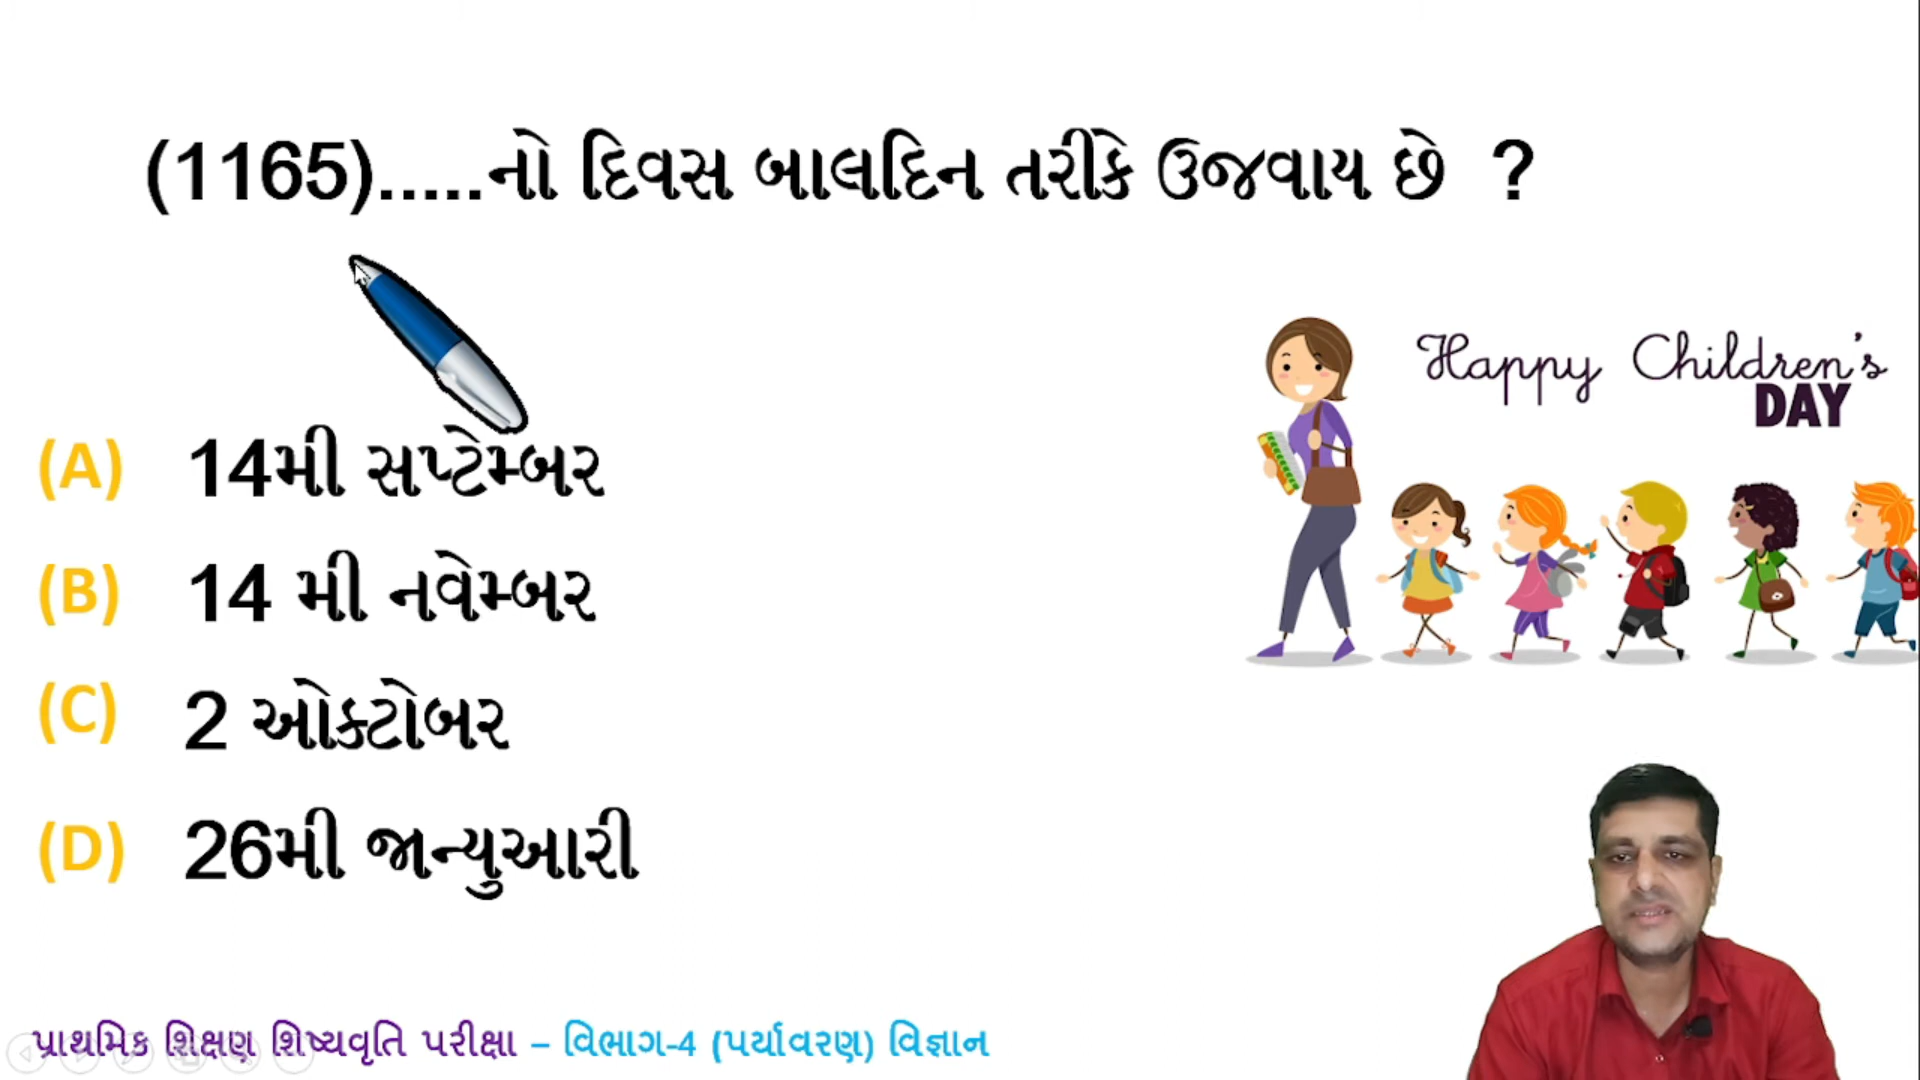 (1165).....નો દિવસ બાલદિન તરીકે ઉજવાય છે ?
Happy Children's
DAY
(A) 14મી સપ્ટેમ્બર
(B) 14 મી નવેમ્બર
(C) 2 ઓક્ટોબર
(D) 26મી જાન્યુઆરી
પ્રાથમિક શિક્ષણ શિષ્યવૃતિ પરીક્ષા – વિભાગ-4 (પર્યાવરણ) વિજ્ઞાન